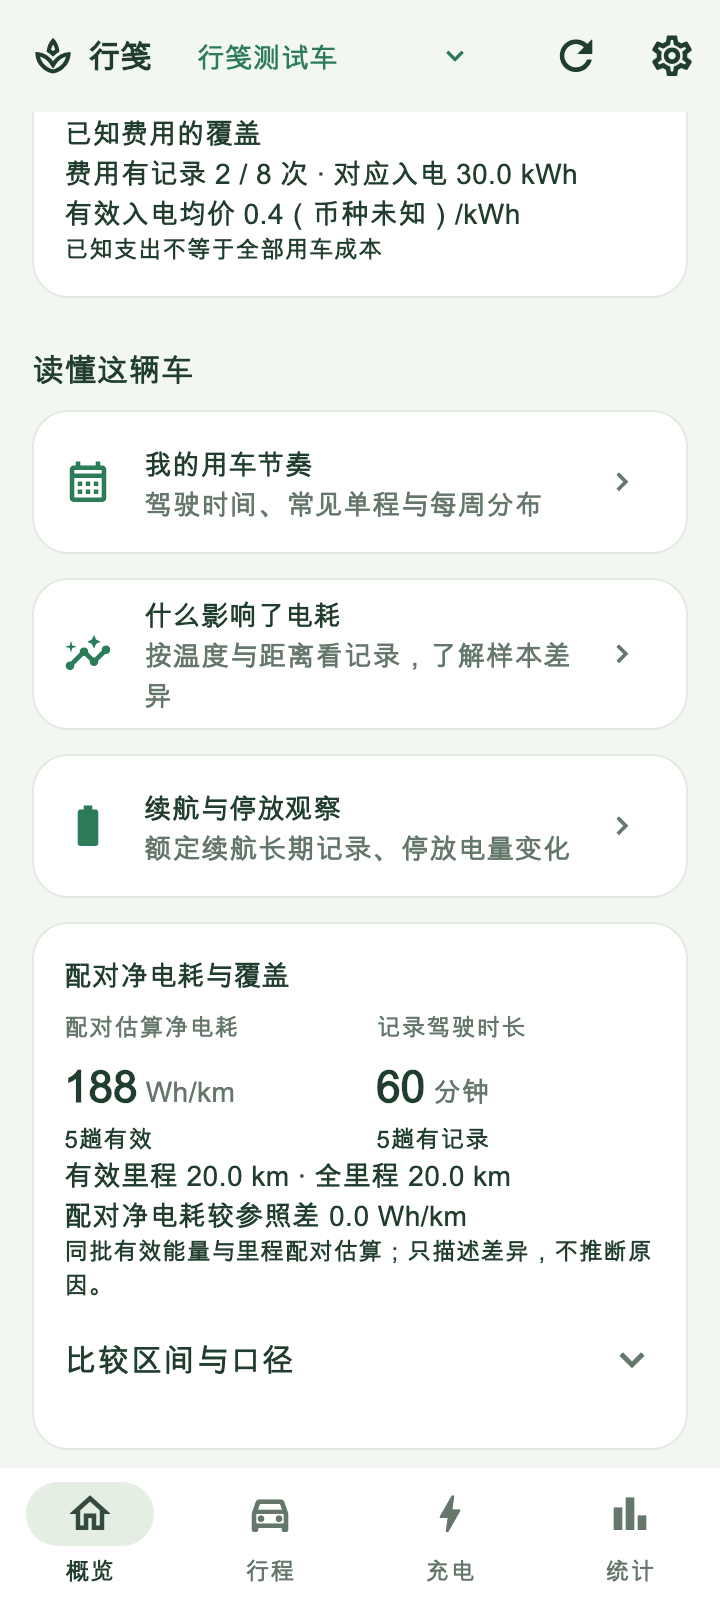 行笺
行笺测试车
已知费用的覆盖
费用有记录 2 / 8 次 · 对应入电 30.0 kWh
有效入电均价 0.4（币种未知）/kWh
已知支出不等于全部用车成本
读懂这辆车
我的用车节奏
驾驶时间、常见单程与每周分布
什么影响了电耗
按温度与距离看记录，了解样本差
异
续航与停放观察
额定续航长期记录、停放电量变化
配对净电耗与覆盖
配对估算净电耗
188 Wh/km
5趟有效
记录驾驶时长
60 分钟
5趟有记录
有效里程 20.0 km · 全里程 20.0 km
配对净电耗较参照差 0.0 Wh/km
同批有效能量与里程配对估算；只描述差异，不推断原
因。
比较区间与口径
概览
行程
充电
统计